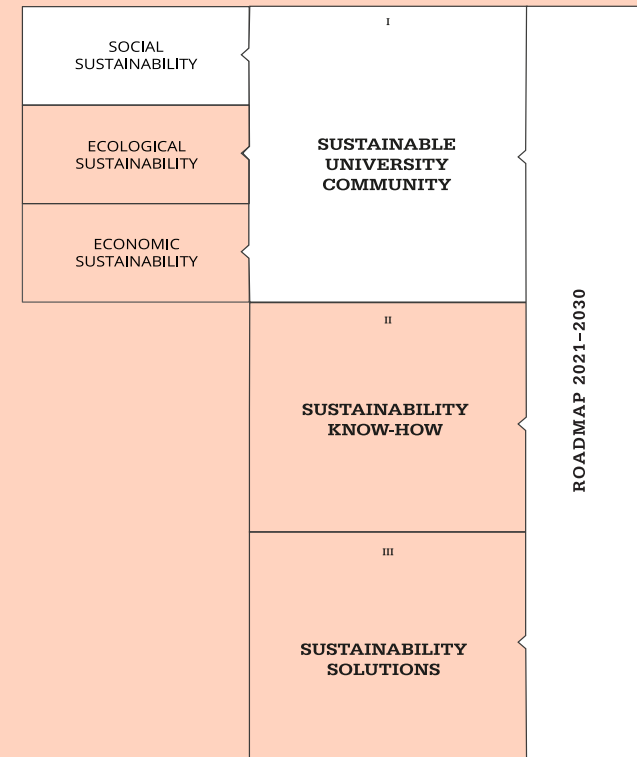 SOCIAL
SUSTAINABILITY
ECOLOGICAL
SUSTAINABILITY
ECONOMIC
SUSTAINABILITY
I
SUSTAINABLE
UNIVERSITY
COMMUNITY
II
SUSTAINABILITY
KNOW-HOW
III
SUSTAINABILITY
SOLUTIONS
ROADMAP 2021–2030